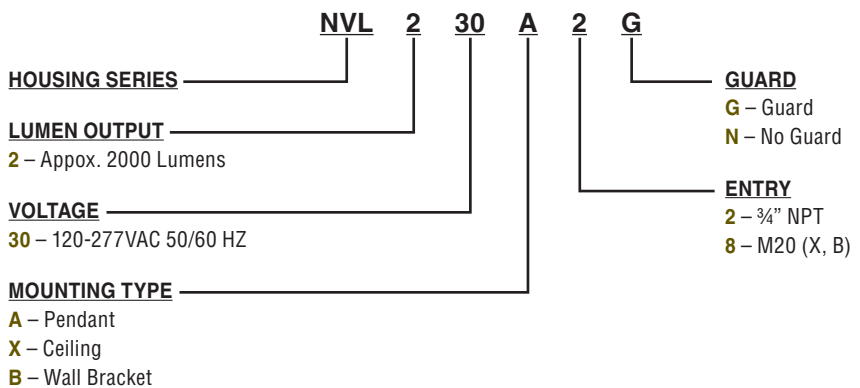 NVL 2 30 A 2 G
HOUSING SERIES
LUMEN OUTPUT
2 – Appox. 2000 Lumens
VOLTAGE
30 – 120-277VAC 50/60 HZ
MOUNTING TYPE
A – Pendant
X – Ceiling
B – Wall Bracket
GUARD
G – Guard
N – No Guard
ENTRY
2 – ¾” NPT
8 – M20 (X, B)